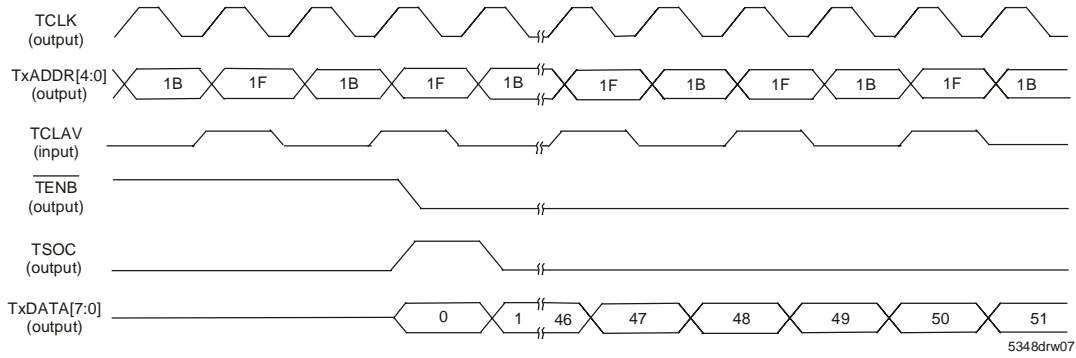 TCLK
(output)
TxADDR[4:0]
(output)
1B 1F 1B 1F 1B 1F 1B 1F 1B 1F 1B
TCLAV
(input)
TENB
(output)
TSOC
(output)
TxDATA[7:0]
(output)
0 1 46 47 48 49 50 51
5348drw07